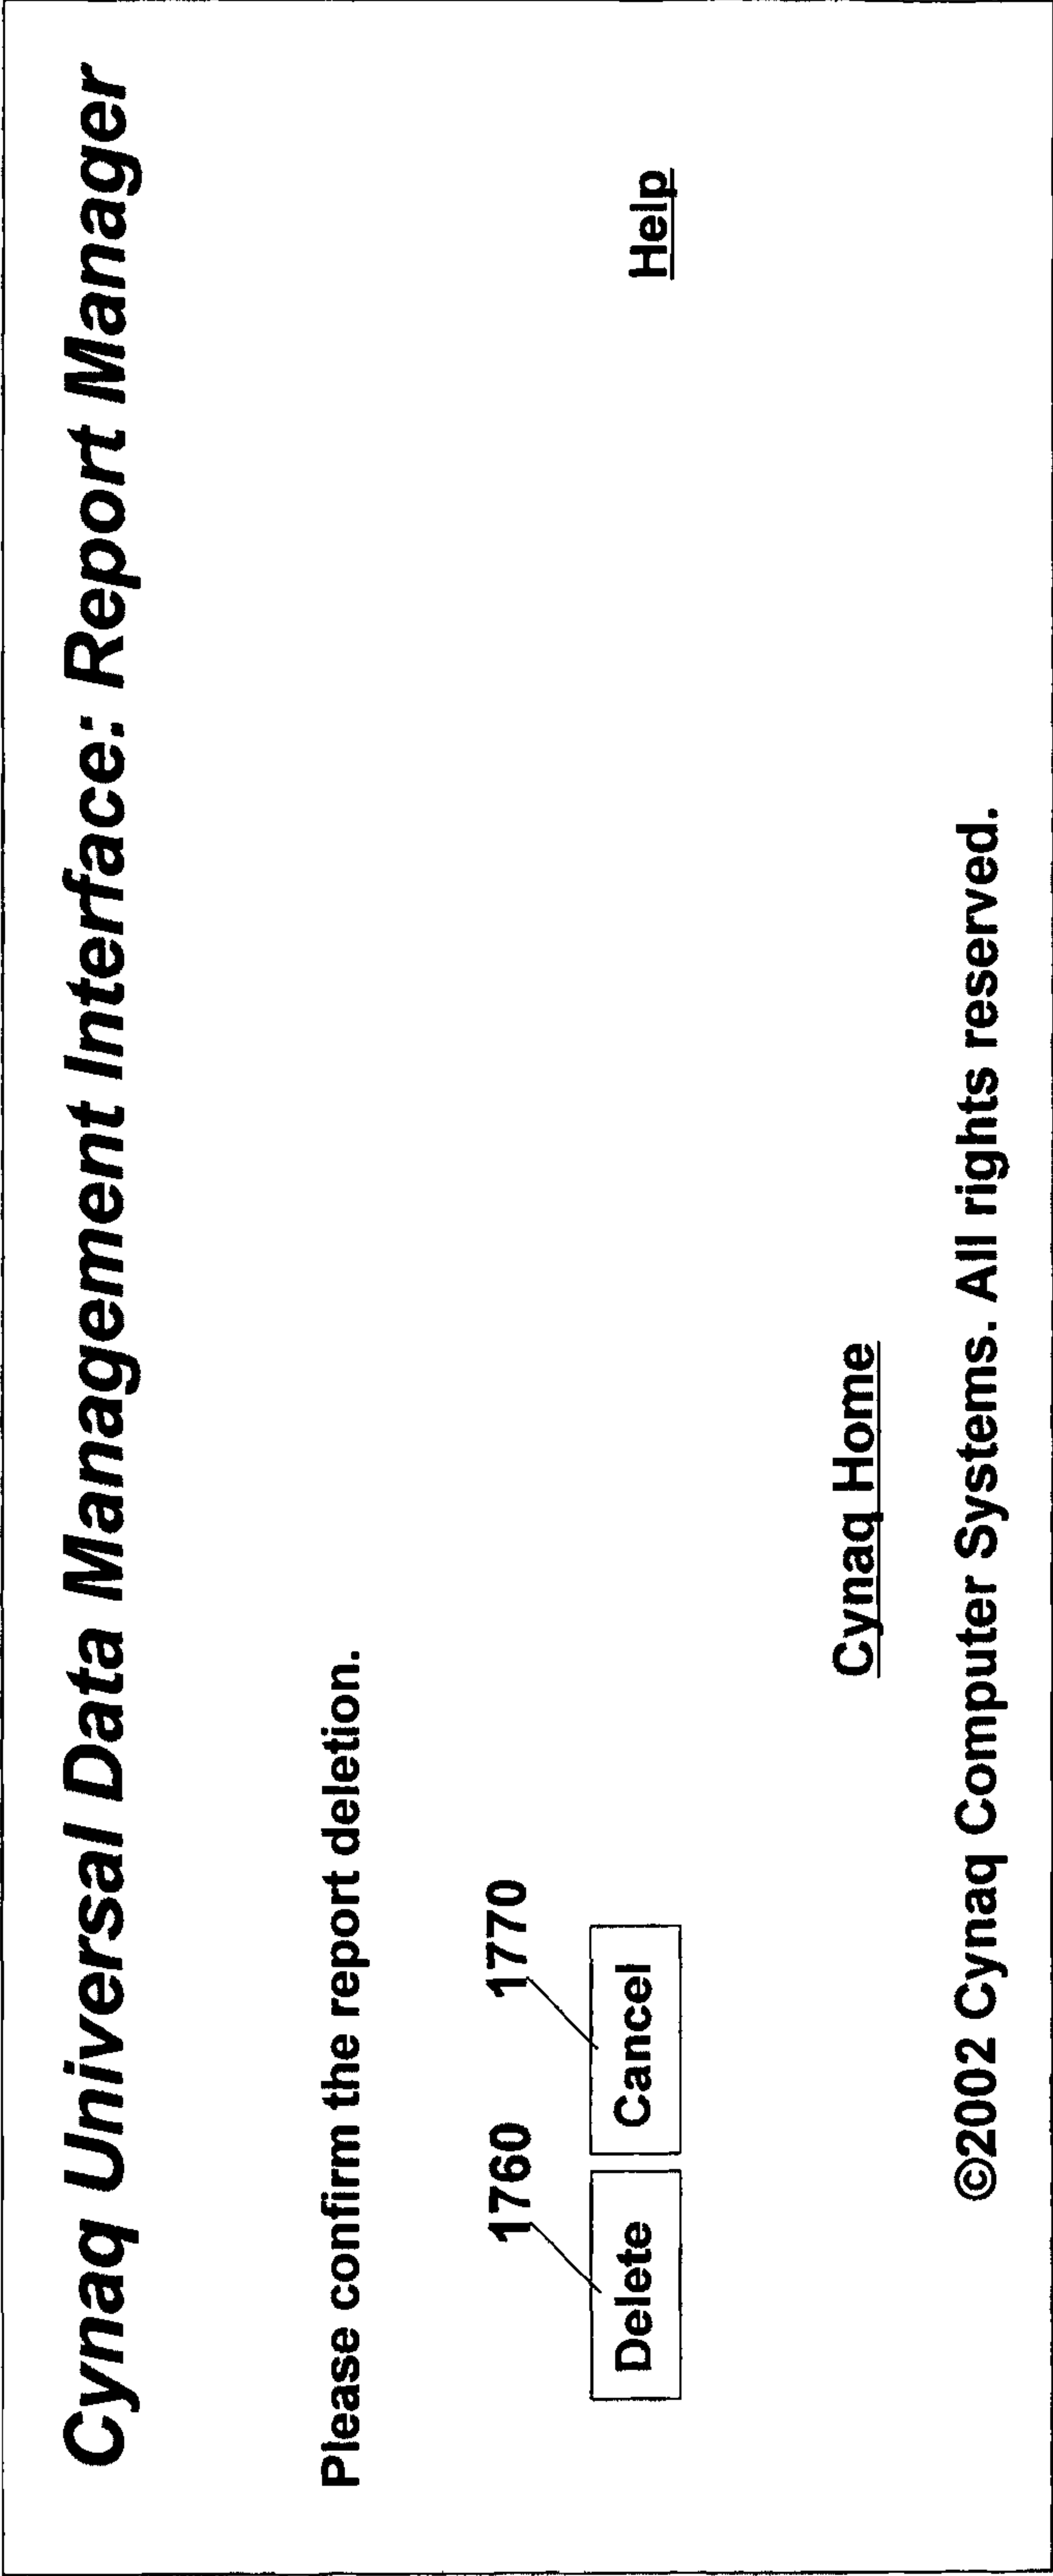 Cynaq Universal Data Management Interface: Report Manager
Please confirm the report deletion.
1760 1770
Delete Cancel
Help
Cynaq Home
©2002 Cynaq Computer Systems. All rights reserved.